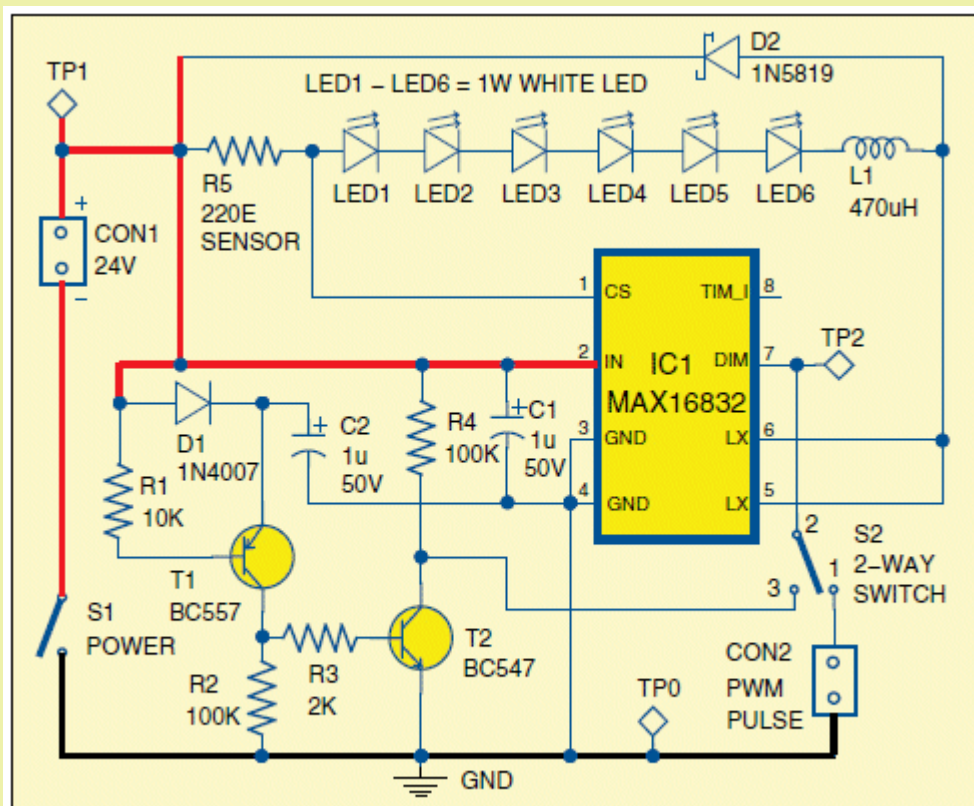 D2
1N5819
TP1
LED1 – LED6 = 1W WHITE LED
R5
220E
SENSOR
LED1
LED2
LED3
LED4
LED5
LED6
L1
470uH
+
CON1
24V
–
1
CS
TIM_I
8
2
IN
IC1
DIM
7
TP2
MAX16832
3
GND
LX
6
4
GND
LX
5
D1
1N4007
+
C2
1u
50V
R4
100K
+
C1
1u
50V
R1
10K
T1
BC557
S1
POWER
2
S2
2–WAY
SWITCH
3
1
R2
100K
R3
2K
T2
BC547
TP0
CON2
PWM
PULSE
GND